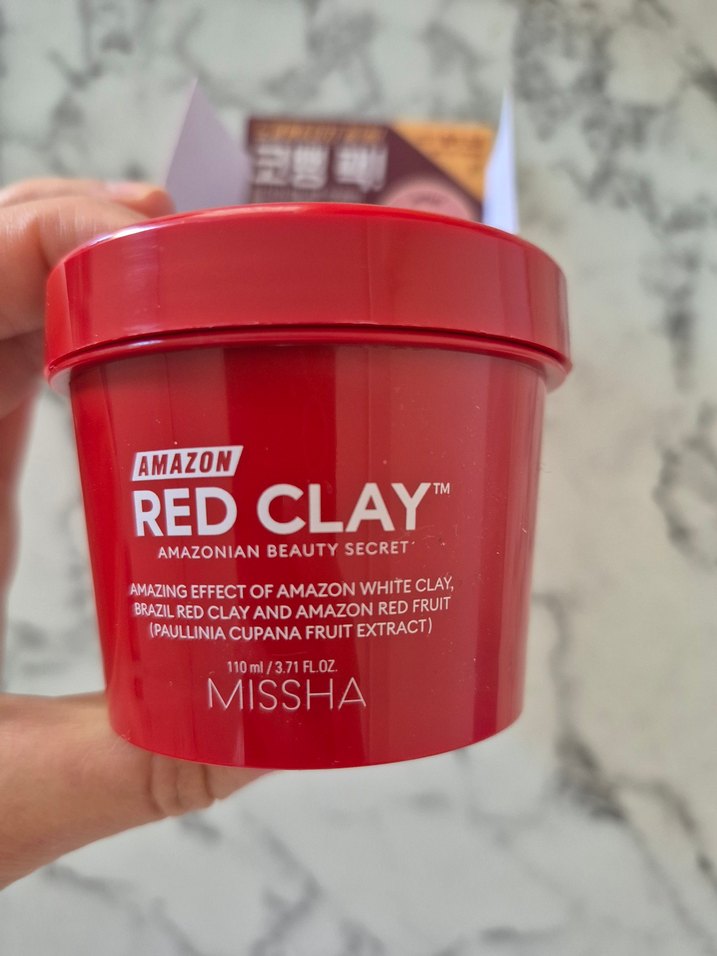 코빵 팩!
AMAZON
RED CLAY™
AMAZONIAN BEAUTY SECRET
AMAZING EFFECT OF AMAZON WHITE CLAY,
BRAZIL RED CLAY AND AMAZON RED FRUIT
(PAULLINIA CUPANA FRUIT EXTRACT)
110 ml / 3.71 FL.OZ.
MISSHA